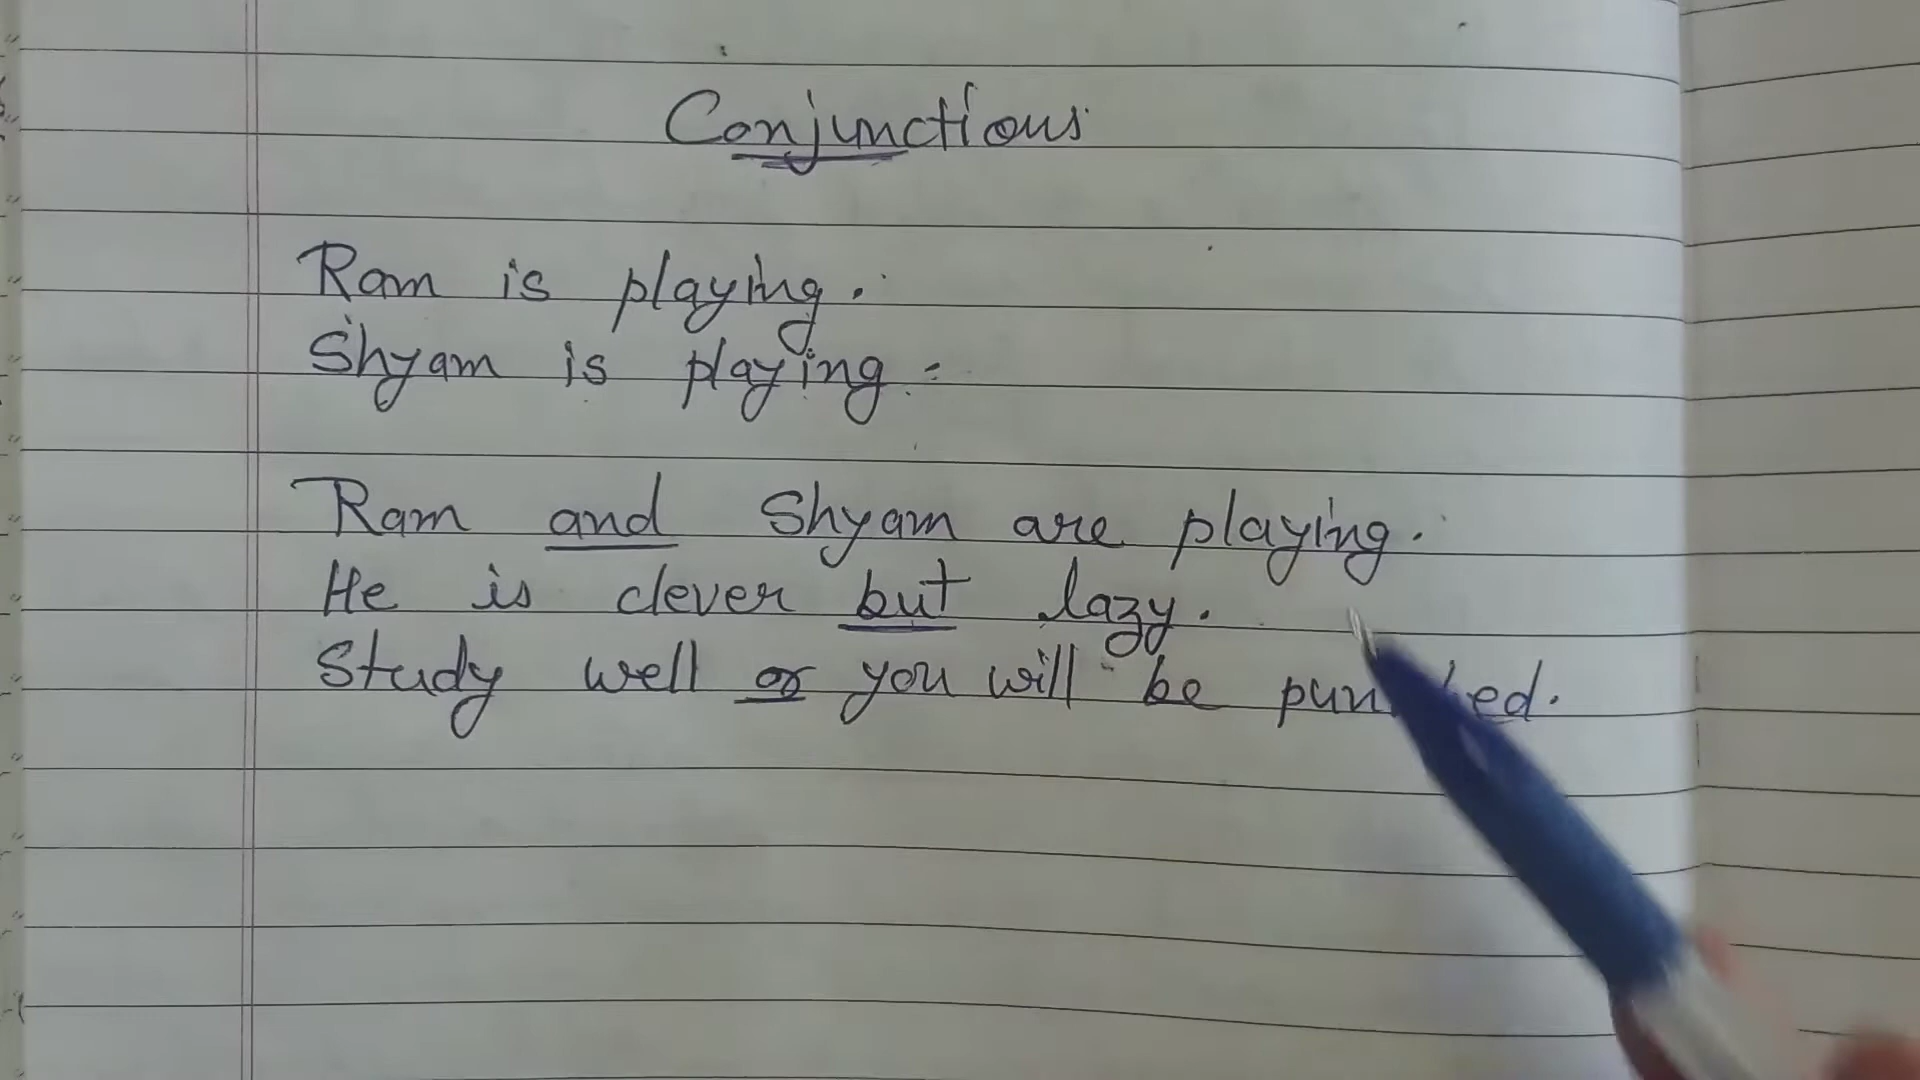 Conjunctions
Ram is playing.
Shyam is playing.
Ram and Shyam are playing.
He is clever but lazy.
Study well or you will be